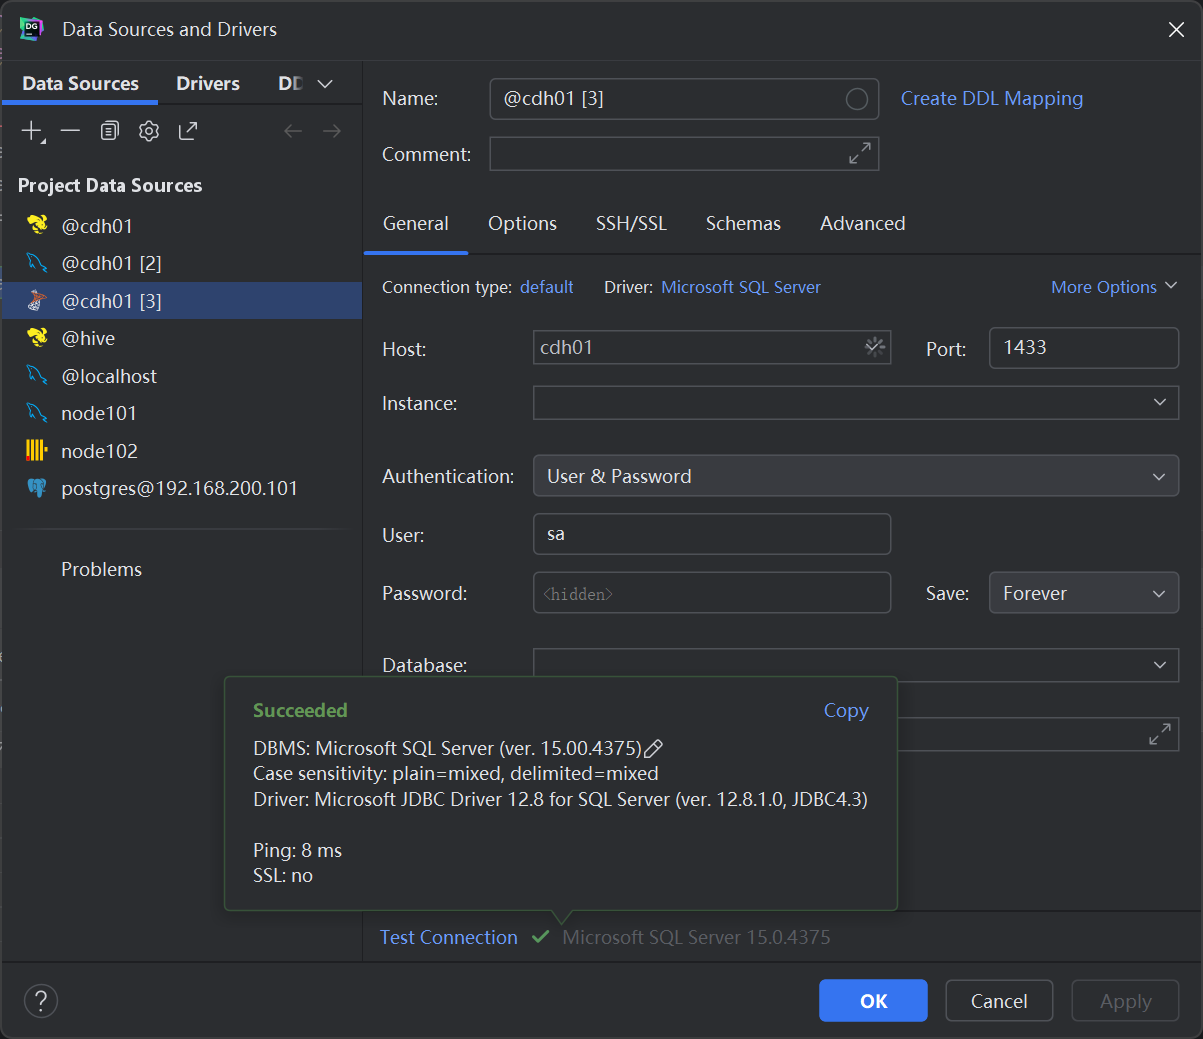 DG
Data Sources and Drivers
Data Sources
Drivers
Project Data Sources
@cdh01
@cdh01 [2]
@cdh01 [3]
@hive
@localhost
node101
node102
postgres@192.168.200.101
Problems
Name:
@cdh01 [3]
Create DDL Mapping
Comment:
General
Options
SSH/SSL
Schemas
Advanced
Connection type: default
Driver: Microsoft SQL Server
More Options
Host:
cdh01
Port:
1433
Instance:
Authentication:
User & Password
User:
sa
Password:
<hidden>
Save:
Forever
Database:
Succeeded
Copy
DBMS: Microsoft SQL Server (ver. 15.00.4375)
Case sensitivity: plain=mixed, delimited=mixed
Driver: Microsoft JDBC Driver 12.8 for SQL Server (ver. 12.8.1.0, JDBC4.3)
Ping: 8 ms
SSL: no
Test Connection
Microsoft SQL Server 15.0.4375
?
OK
Cancel
Apply